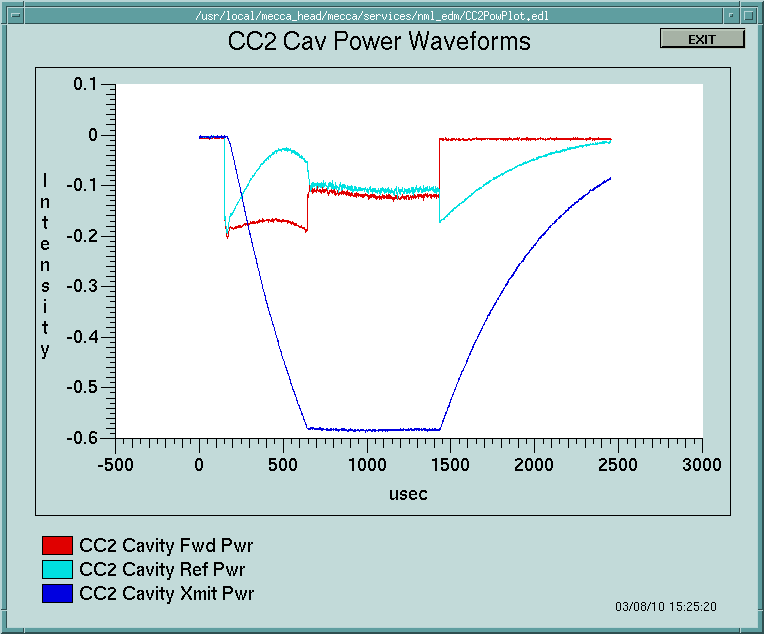 /usr/local/mecca_head/mecca/services/nml_edm/CC2PowPlot.edl
CC2 Cav Power Waveforms
EXIT
Intensity
0.1
0
-0.1
-0.2
-0.3
-0.4
-0.5
-0.6
-500 0 500 1000 1500 2000 2500 3000
usec
CC2 Cavity Fwd Pwr
CC2 Cavity Ref Pwr
CC2 Cavity Xmit Pwr
03/08/10 15:25:20